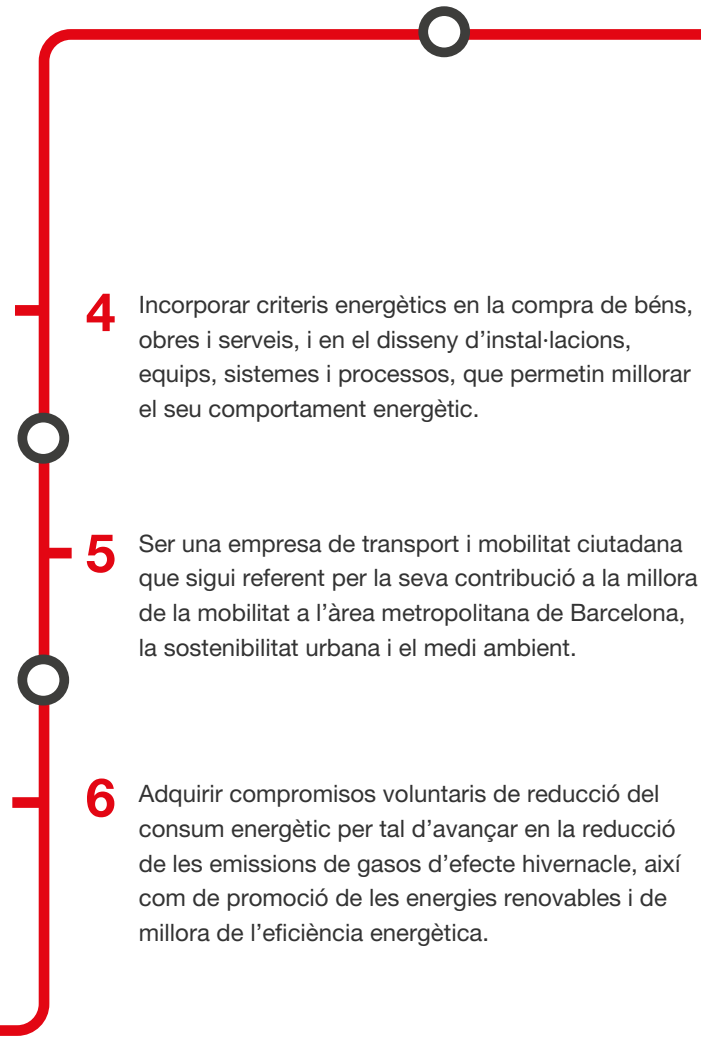 4 Incorporar criteris energètics en la compra de béns,
obres i serveis, i en el disseny d’instal·lacions,
equips, sistemes i processos, que permetin millorar
el seu comportament energètic.
5 Ser una empresa de transport i mobilitat ciutadana
que sigui referent per la seva contribució a la millora
de la mobilitat a l’àrea metropolitana de Barcelona,
la sostenibilitat urbana i el medi ambient.
6 Adquirir compromisos voluntaris de reducció del
consum energètic per tal d’avançar en la reducció
de les emissions de gasos d’efecte hivernacle, així
com de promoció de les energies renovables i de
millora de l’eficiència energètica.